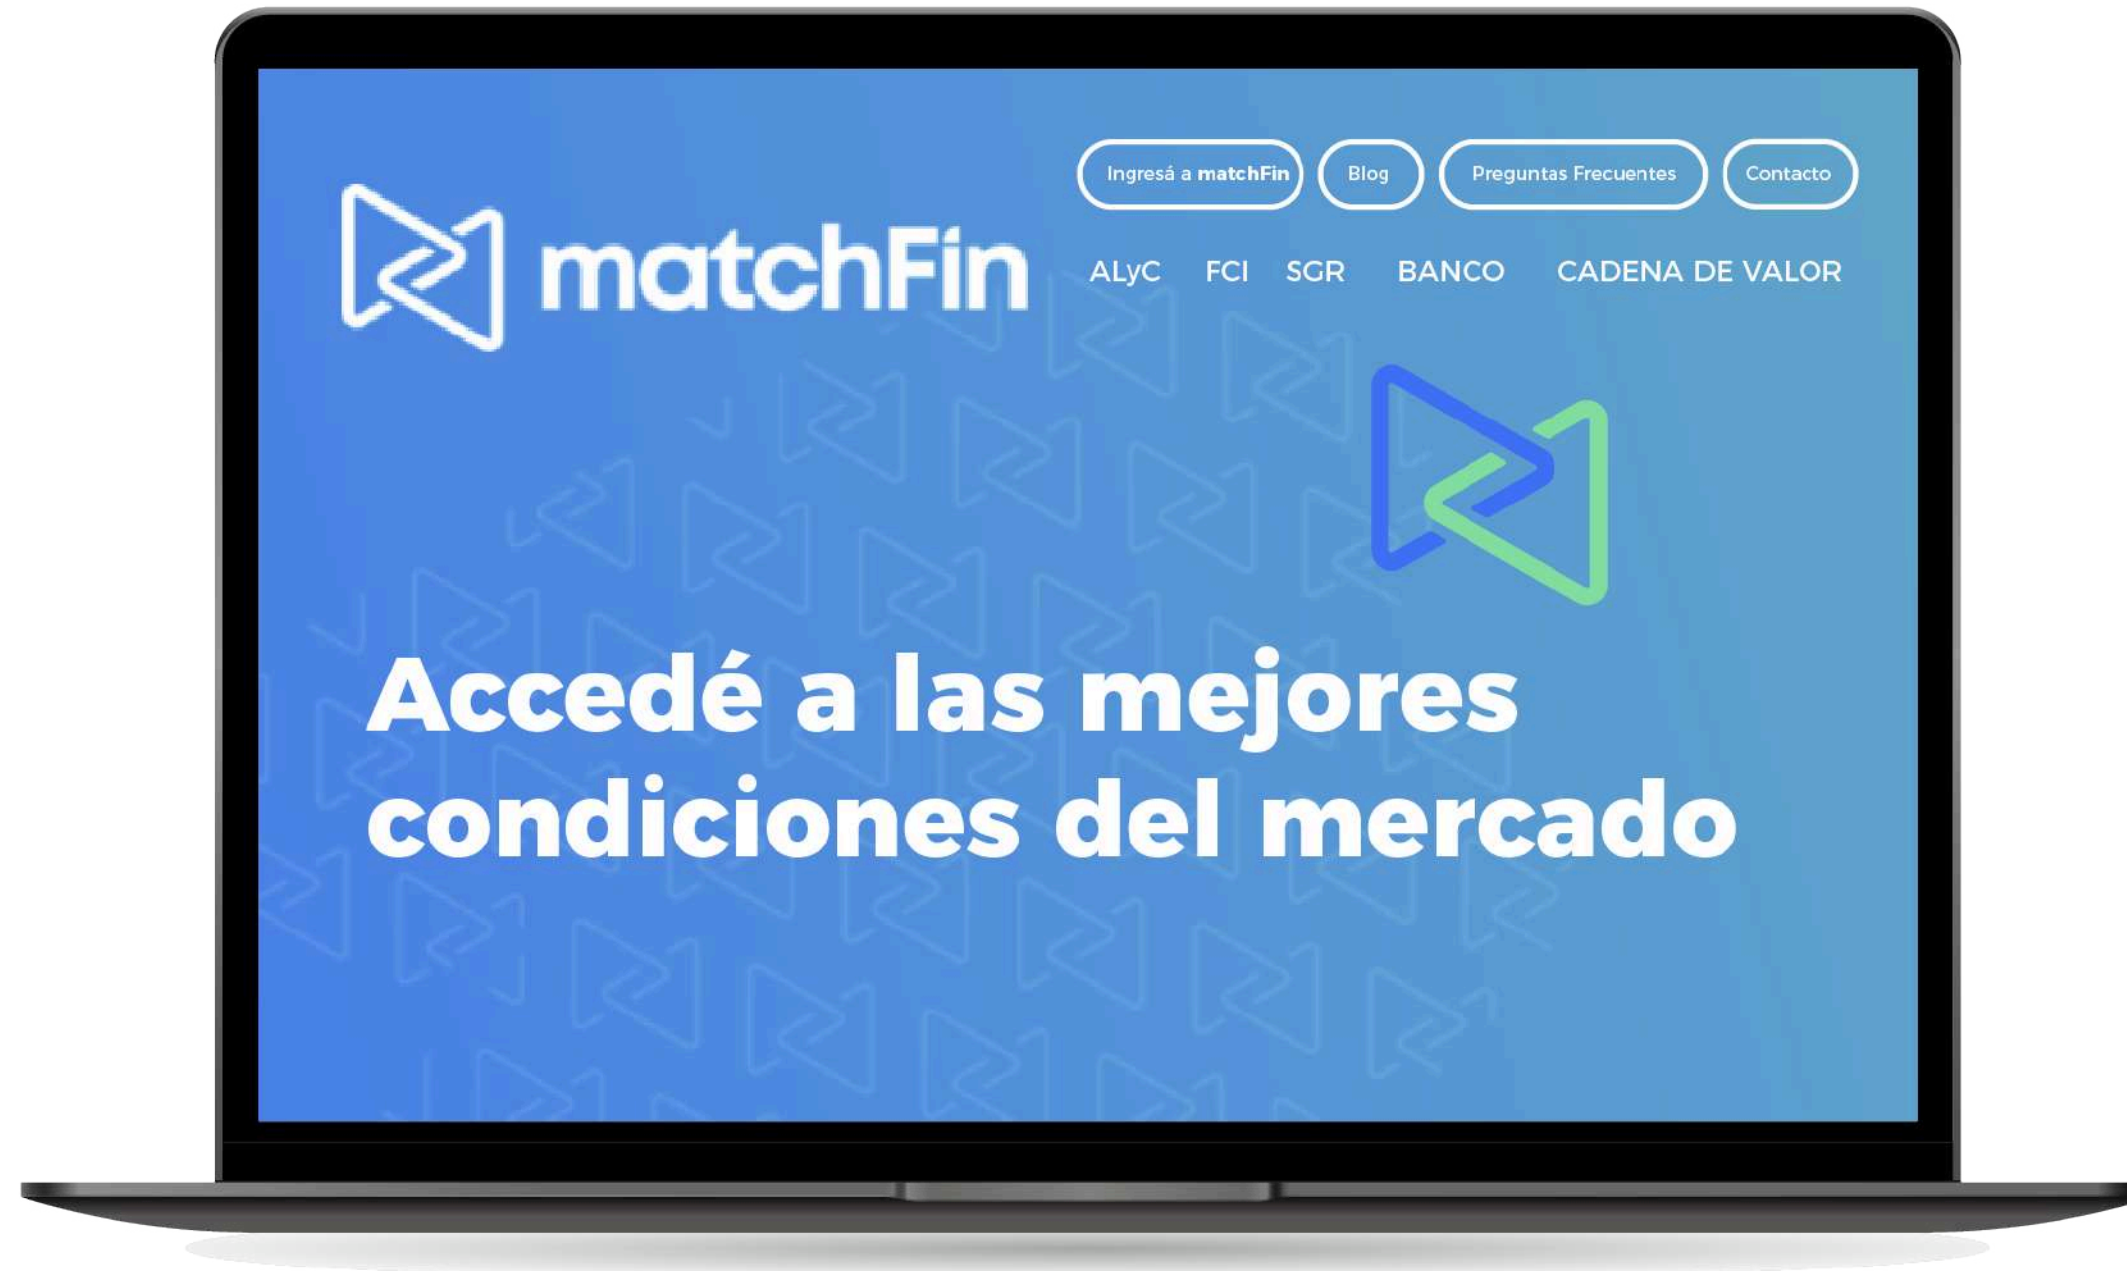 Ingresá a matchFin
Blog
Preguntas Frecuentes
Contacto
matchFin
ALyC
FCI
SGR
BANCO
CADENA DE VALOR
Accedé a las mejores
condiciones del mercado